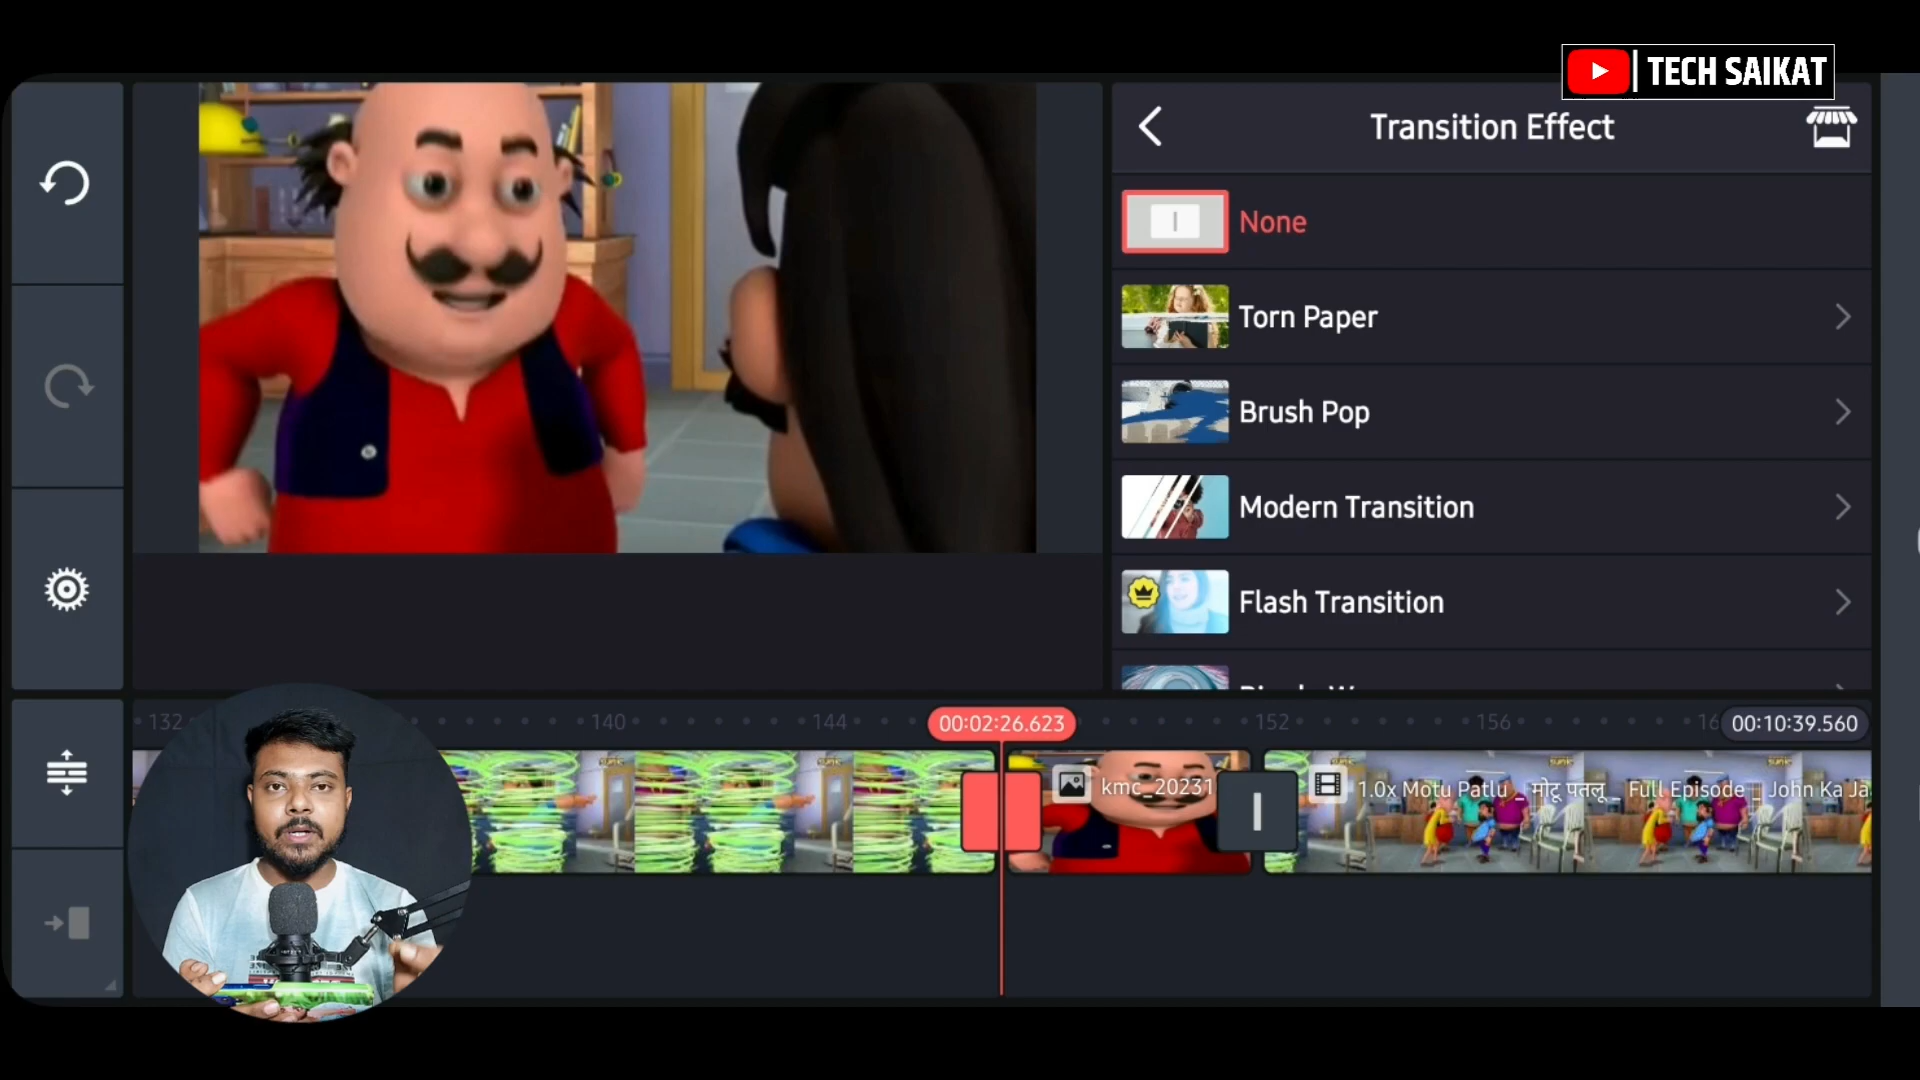 TECH SAIKAT
Transition Effect
None
Torn Paper
Brush Pop
Modern Transition
Flash Transition
132
140
144
00:02:26.623
152
156
16
00:10:39.560
kmc_20231
1.0x Motu Patlu _ मोटू पतलू _ Full Episode _ John Ka Ja